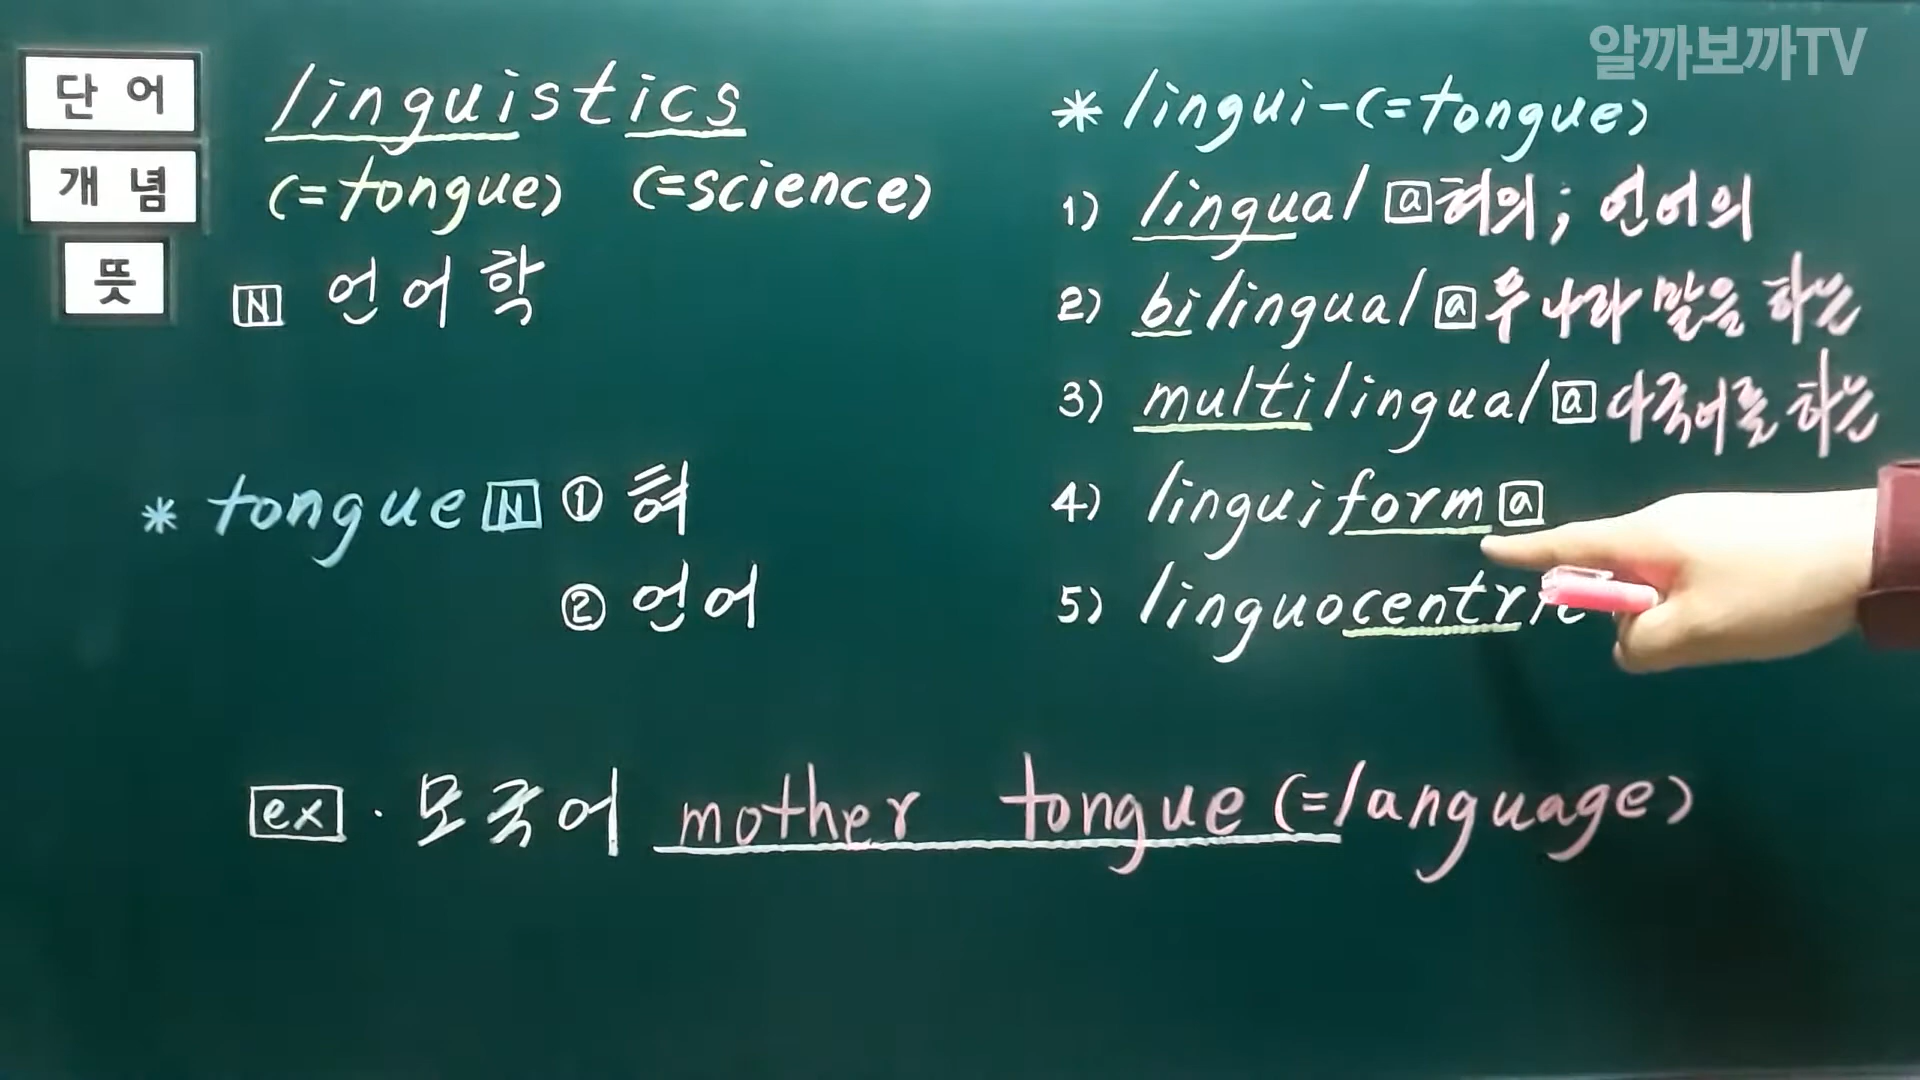 알까보까TV
단어
linguistics
개념
(=tongue) (=science)
뜻
N 언어학
* tongue N ① 혀
② 언어
* lingui-(=tongue)
1) lingual a 혀의; 언어의
2) bilingual a 두 나라 말을 하는
3) multilingual a 다국어를 하는
4) linguiform a
5) linguocentric
ex · 모국어 mother tongue (=language)